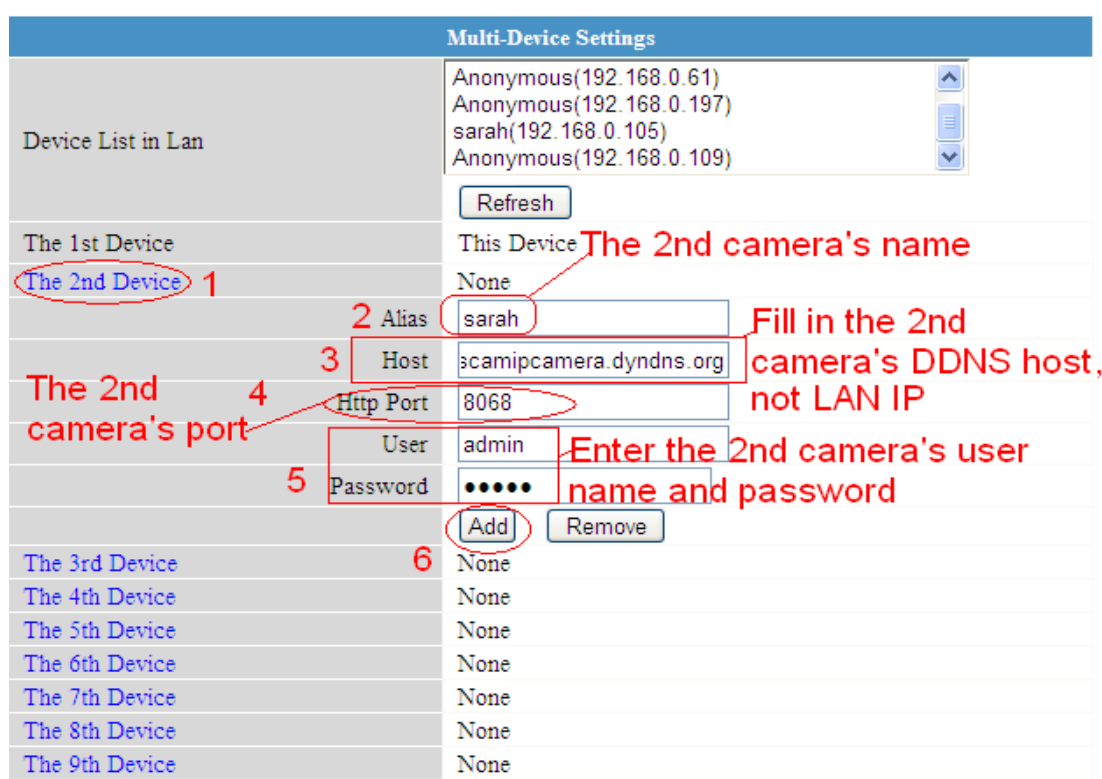 Multi-Device Settings
Device List in Lan
Anonymous(192.168.0.61)
Anonymous(192.168.0.197)
sarah(192.168.0.105)
Anonymous(192.168.0.109)
Refresh
The 1st Device This Device
The 2nd camera's name
The 2nd Device 1 None
2 Alias sarah
3 Host scamipcamera.dyndns.org
Fill in the 2nd
camera's DDNS host,
not LAN IP
The 2nd
camera's port
4 Http Port 8068
User admin
5 Password •••••
Enter the 2nd camera's user
name and password
Add Remove
6
The 3rd Device None
The 4th Device None
The 5th Device None
The 6th Device None
The 7th Device None
The 8th Device None
The 9th Device None